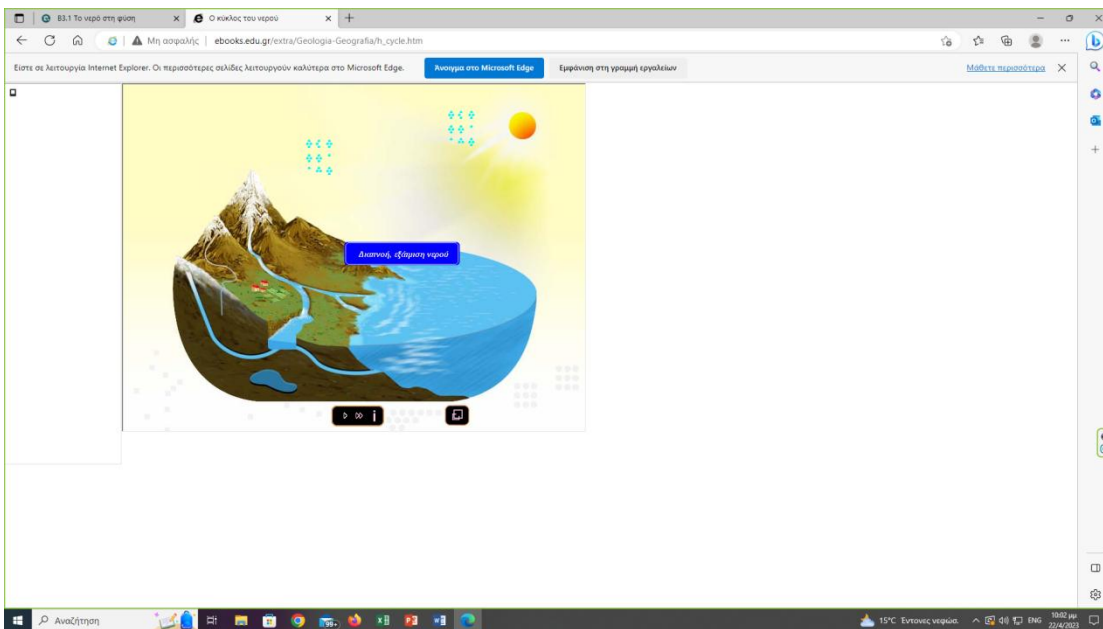 Β3.1 Το νερό στη φύση
Ο κύκλος του νερού
Μη ασφαλής
ebooks.edu.gr/extra/Geologia-Geografia/h_cycle.htm
Είστε σε λειτουργία Internet Explorer. Οι περισσότερες σελίδες λειτουργούν καλύτερα στο Microsoft Edge.
Άνοιγμα στο Microsoft Edge
Εμφάνιση στη γραμμή εργαλείων
Μάθετε περισσότερα
Διαπνοή, εξάτμιση νερού
Αναζήτηση
99+
15°C Έντονες νεφώσ.
ENG
10:02 μμ
22/4/2023